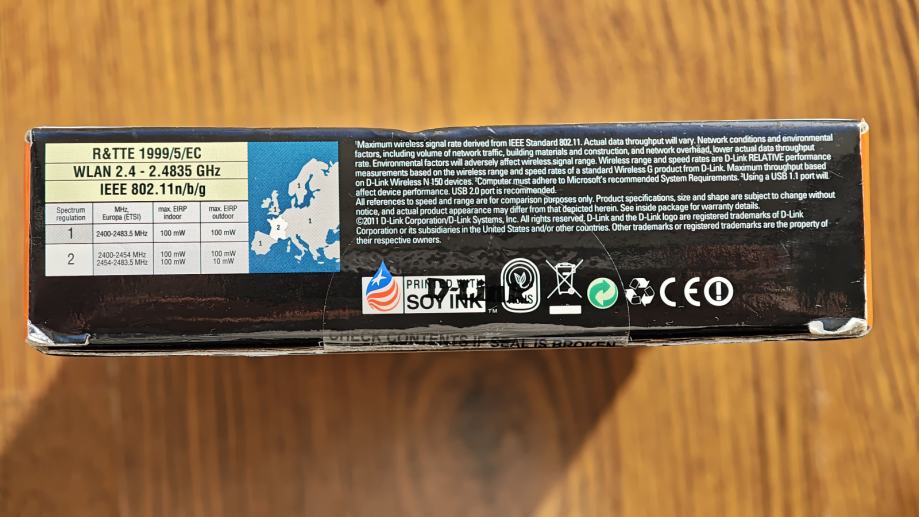 R&TTE 1999/5/EC
WLAN 2.4 - 2.4835 GHz
IEEE 802.11n/b/g
Spectrum regulation MHz, Europa (ETSI) max. EIRP indoor max. EIRP outdoor
1 2400-2483.5 MHz 100 mW 100 mW
2 2400-2454 MHz 100 mW 100 mW
2454-2483.5 MHz 100 mW 10 mW
1
2
1
1
¹Maximum wireless signal rate derived from IEEE Standard 802.11. Actual data throughput will vary. Network conditions and environmental
factors, including volume of network traffic, building materials and construction, and network overhead, lower actual data throughput
rate. Environmental factors will adversely affect wireless signal range. Wireless range and speed rates are D-Link RELATIVE performance
measurements based on the wireless range and speed rates of a standard Wireless G product from D-Link. Maximum throughput based
on D-Link Wireless N 150 devices. ²Computer must adhere to Microsoft's recommended System Requirements. ³Using a USB 1.1 port will
affect device performance. USB 2.0 port is recommended.
All references to speed and range are for comparison purposes only. Product specifications, size and shape are subject to change without
notice, and actual product appearance may differ from that depicted herein. See inside package for warranty details.
©2011 D-Link Corporation/D-Link Systems, Inc. All rights reserved, D-Link and the D-Link logo are registered trademarks of D-Link
Corporation or its subsidiaries in the United States and/or other countries. Other trademarks or registered trademarks are the property of
their respective owners.
PRINTED WITH
SOY INK™
D-Link
CE
CHECK CONTENTS IF SEAL IS BROKEN